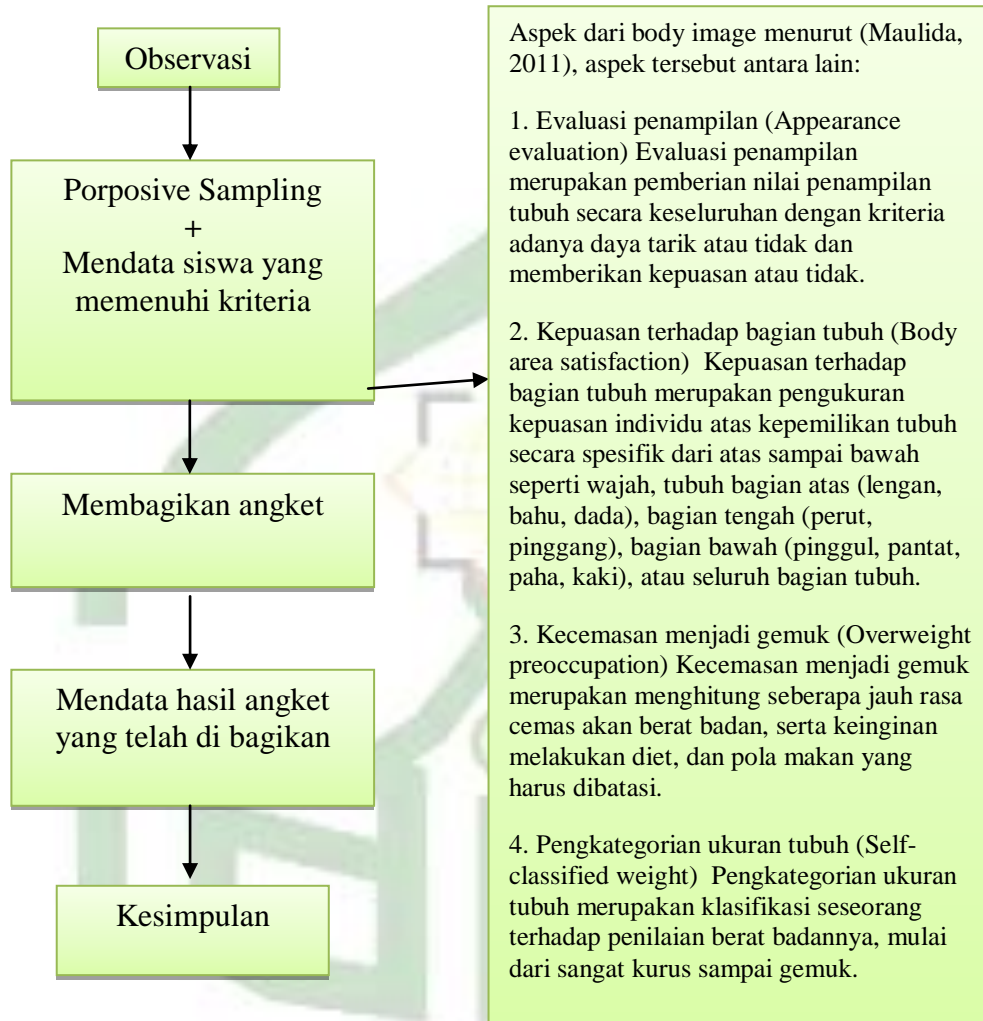 Observasi
Porposive Sampling
+
Mendata siswa yang
memenuhi kriteria
Membagikan angket
Mendata hasil angket
yang telah di bagikan
Kesimpulan
Aspek dari body image menurut (Maulida,
2011), aspek tersebut antara lain:
1. Evaluasi penampilan (Appearance
evaluation) Evaluasi penampilan
merupakan pemberian nilai penampilan
tubuh secara keseluruhan dengan kriteria
adanya daya tarik atau tidak dan
memberikan kepuasan atau tidak.
2. Kepuasan terhadap bagian tubuh (Body
area satisfaction) Kepuasan terhadap
bagian tubuh merupakan pengukuran
kepuasan individu atas kepemilikan tubuh
secara spesifik dari atas sampai bawah
seperti wajah, tubuh bagian atas (lengan,
bahu, dada), bagian tengah (perut,
pinggang), bagian bawah (pinggul, pantat,
paha, kaki), atau seluruh bagian tubuh.
3. Kecemasan menjadi gemuk (Overweight
preoccupation) Kecemasan menjadi gemuk
merupakan menghitung seberapa jauh rasa
cemas akan berat badan, serta keinginan
melakukan diet, dan pola makan yang
harus dibatasi.
4. Pengkategorian ukuran tubuh (Self-
classified weight) Pengkategorian ukuran
tubuh merupakan klasifikasi seseorang
terhadap penilaian berat badannya, mulai
dari sangat kurus sampai gemuk.